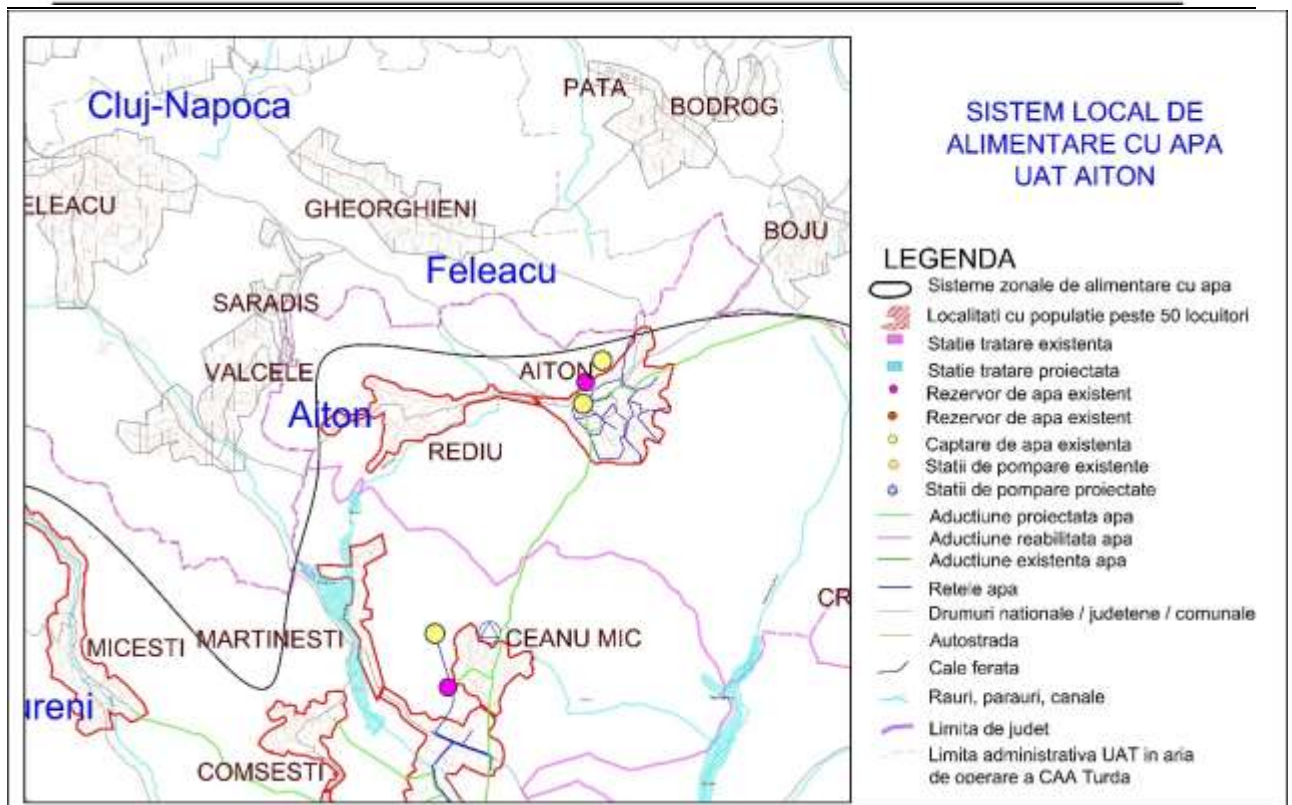 Cluj-Napoca
PATA
BODROG
ELEACU
GHEORGHIENI
BOJU
Feleacu
SARADIS
VALCELE
AITON
Aiton
REDIU
CR
MICESTI
MARTINESTI
CEANU MIC
ureni
COMSESTI
SISTEM LOCAL DE
ALIMENTARE CU APA
UAT AITON
LEGENDA
Sisteme zonale de alimentare cu apa
Localitati cu populatie peste 50 locuitori
Statie tratare existenta
Statie tratare proiectata
Rezervor de apa existent
Rezervor de apa existent
Captare de apa existenta
Statii de pompare existente
Statii de pompare proiectate
Aductiune proiectata apa
Aductiune reabilitata apa
Aductiune existenta apa
Retele apa
Drumuri nationale / judetene / comunale
Autostrada
Cale ferata
Rauri, parauri, canale
Limita de judet
Limita administrativa UAT in aria
de operare a CAA Turda